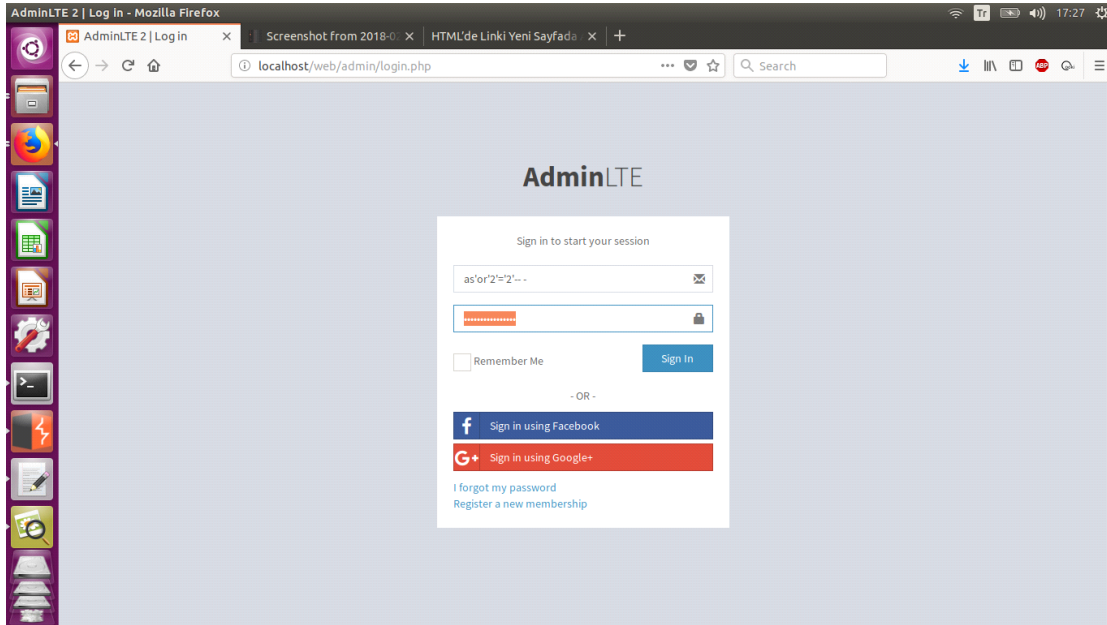 AdminLTE 2 | Log in - Mozilla Firefox
Tr
17:27
AdminLTE 2 | Log in
Screenshot from 2018-0
HTML'de Linki Yeni Sayfada
localhost/web/admin/login.php
Search
ABP
AdminLTE
Sign in to start your session
as'or'2'='2'-- -
Remember Me
Sign In
- OR -
f Sign in using Facebook
G+ Sign in using Google+
I forgot my password
Register a new membership